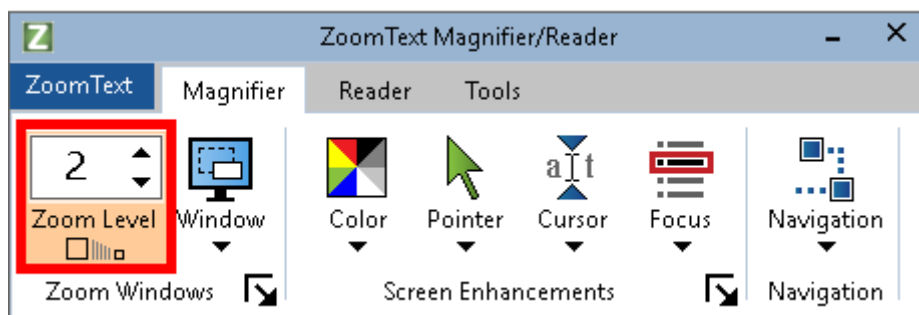 Z ZoomText Magnifier/Reader
ZoomText Magnifier Reader Tools
2
Zoom Level Window Color Pointer a t Cursor Focus Navigation
Zoom Windows Screen Enhancements Navigation